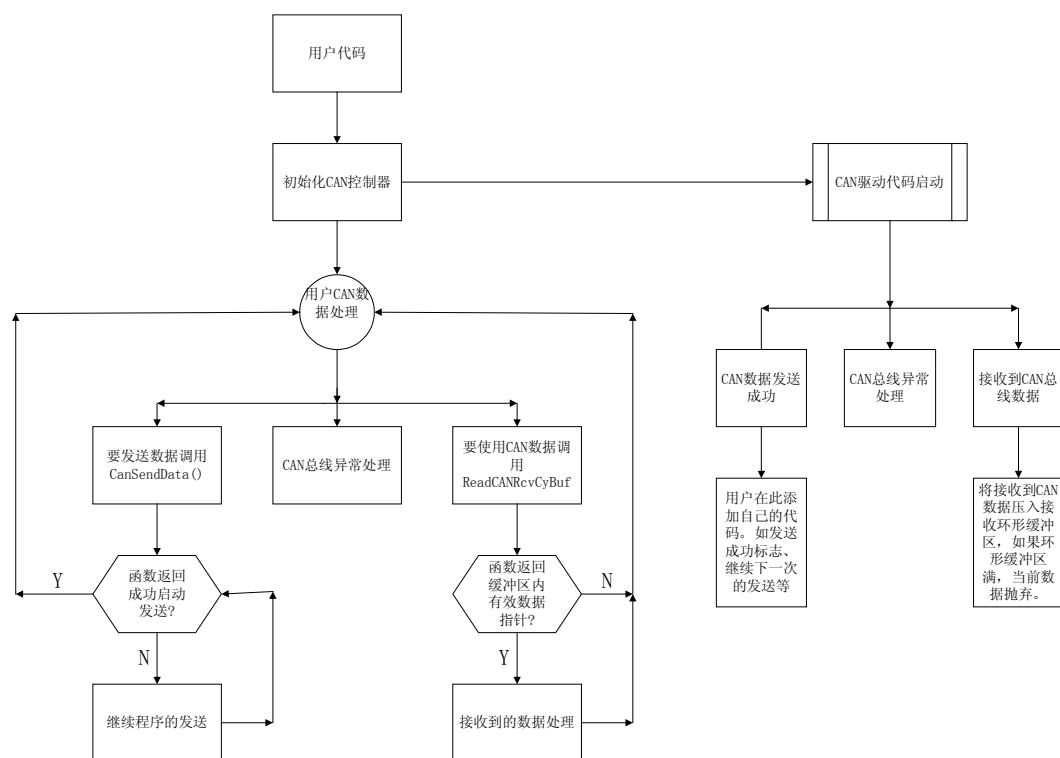 用户代码
初始化CAN控制器
CAN驱动代码启动
用户CAN数
据处理
CAN数据发送
成功
CAN总线异常
处理
接收到CAN总
线数据
要发送数据调用
CanSendData()
CAN总线异常处理
要使用CAN数据调
用
ReadCANRcvCyBuf
用户在此添
加自己的代
码。如发送
成功标志、
继续下一次
的发送等
将接收到CAN
数据压入接
收环形缓冲
区，如果环
形缓冲区
满，当前数
据抛弃。
Y
函数返回
成功启动
发送?
函数返回
缓冲区内
有效数据
指针?
N
N
Y
继续程序的发送
接收到的数据处理